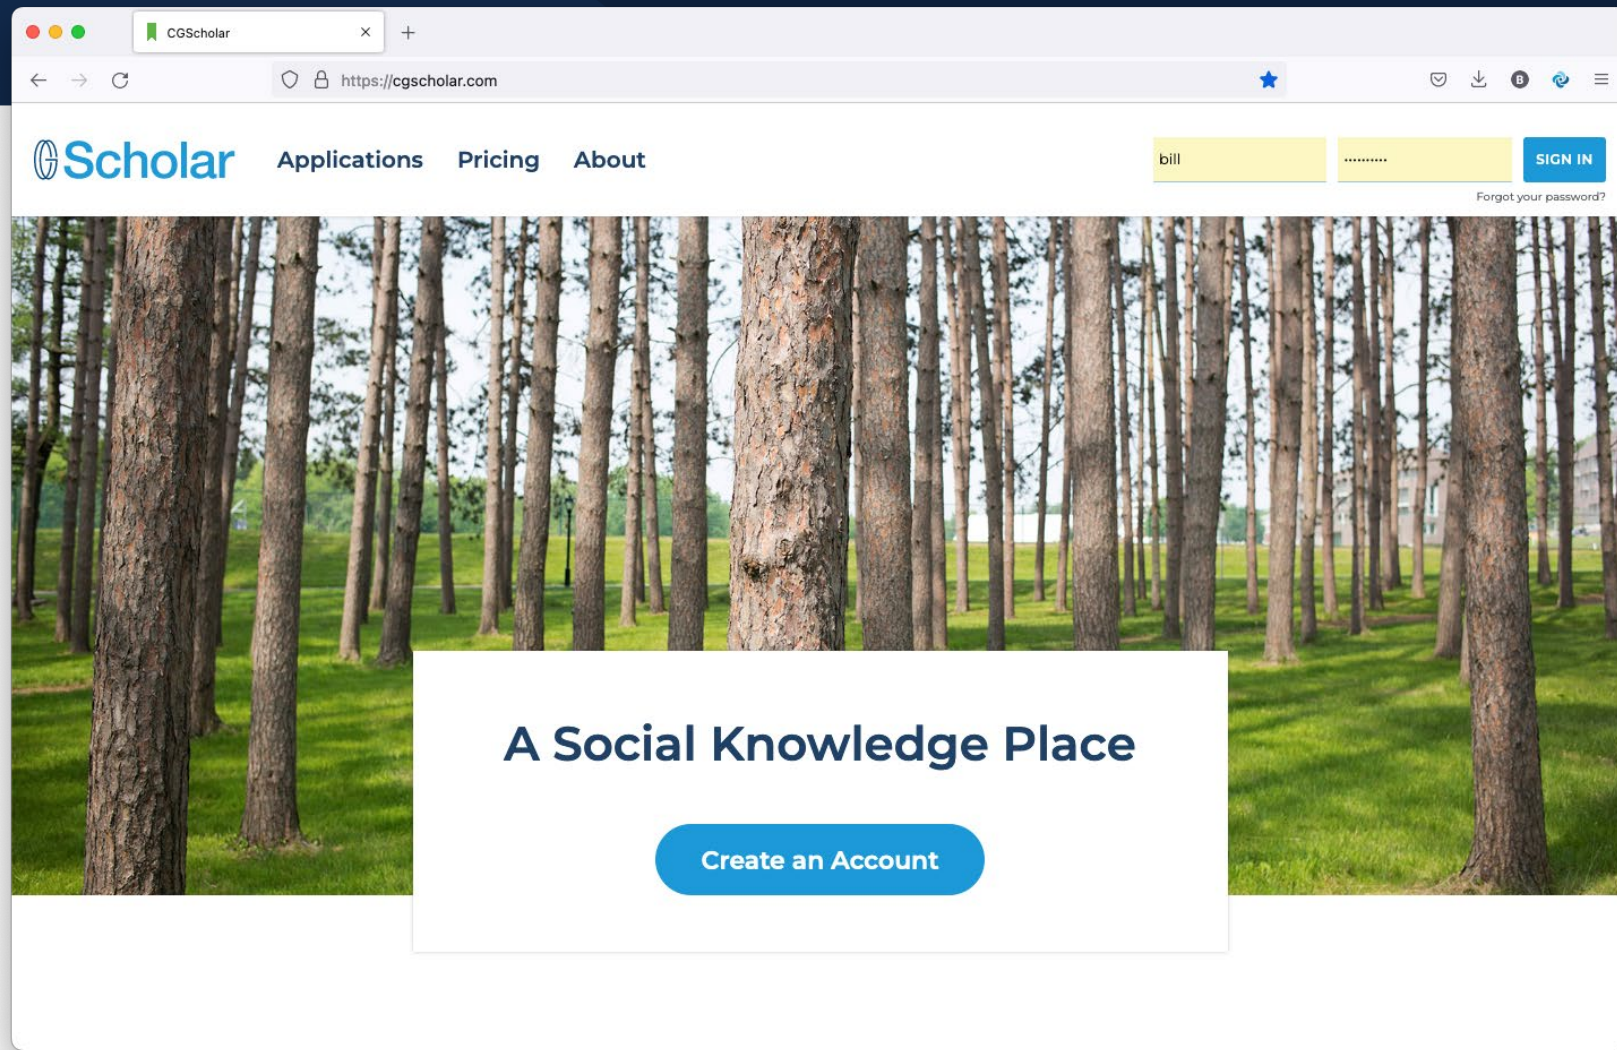 CGScholar
https://cgscholar.com
B
CGScholar
Applications
Pricing
About
bill
••••••••••
SIGN IN
Forgot your password?
A Social Knowledge Place
Create an Account